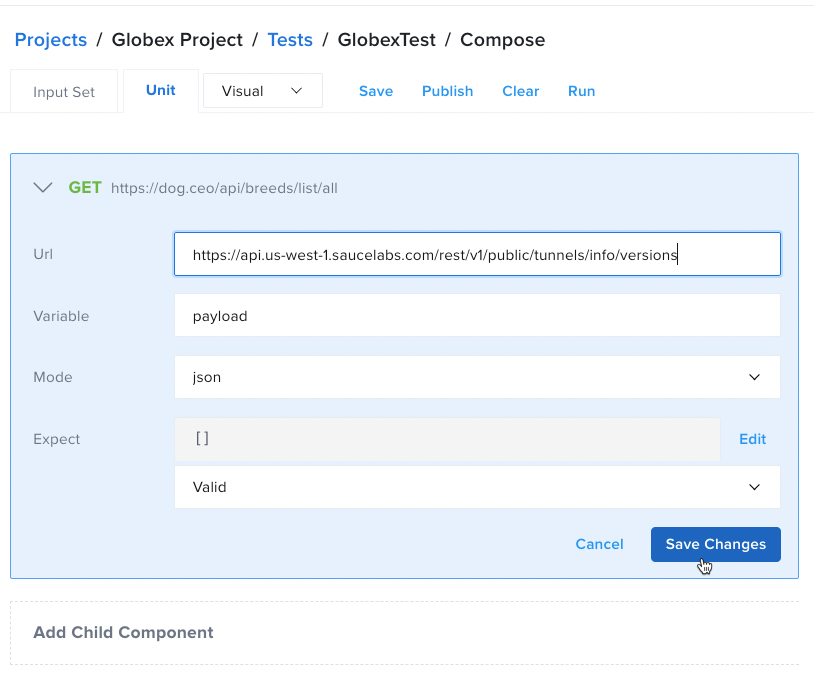 Projects / Globex Project / Tests / GlobexTest / Compose
Input Set Unit Visual Save Publish Clear Run
GET https://dog.ceo/api/breeds/list/all
Url https://api.us-west-1.saucelabs.com/rest/v1/public/tunnels/info/versions
Variable payload
Mode json
Expect [] Edit
Valid
Cancel Save Changes
Add Child Component